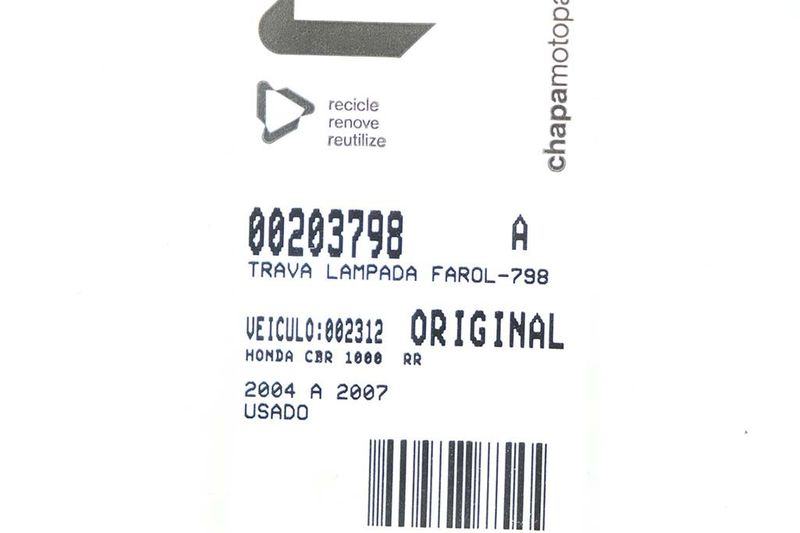 recicle
renove
reutilize
chapamotopa
00203798 A
TRAVA LAMPADA FAROL-798
VEICULO:002312 ORIGINAL
HONDA CBR 1000 RR
2004 A 2007
USADO